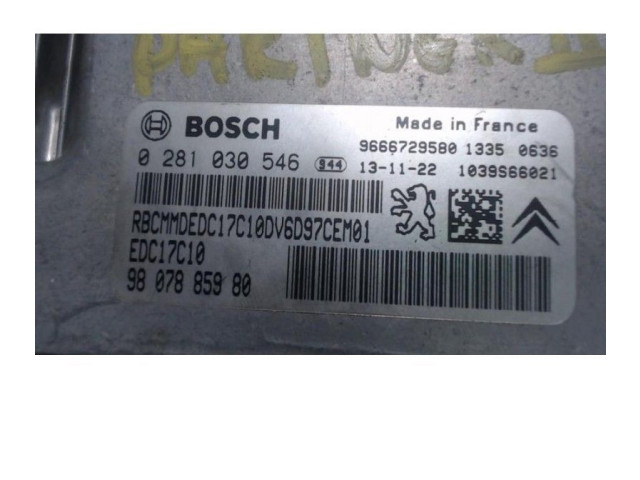 PARTNER II
BOSCH
Made in France
0 281 030 546 944
9666729580 1335 0636
13-11-22 1039S66021
RBCMMDEDC17C10DV6D97CEM01
EDC17C10
98 078 859 80